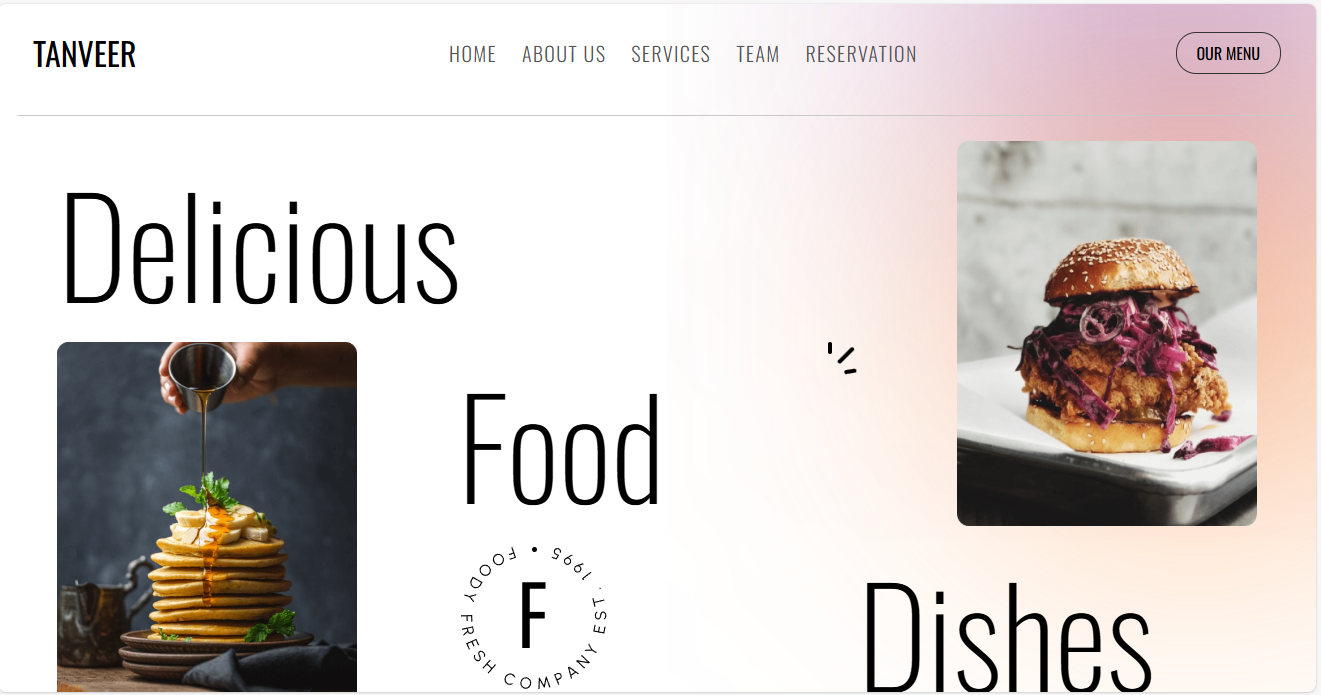 TANVEER
HOME ABOUT US SERVICES TEAM RESERVATION
OUR MENU
Delicious
Food
FOODY FRESH COMPANY EST . 1995 •
F
Dishes